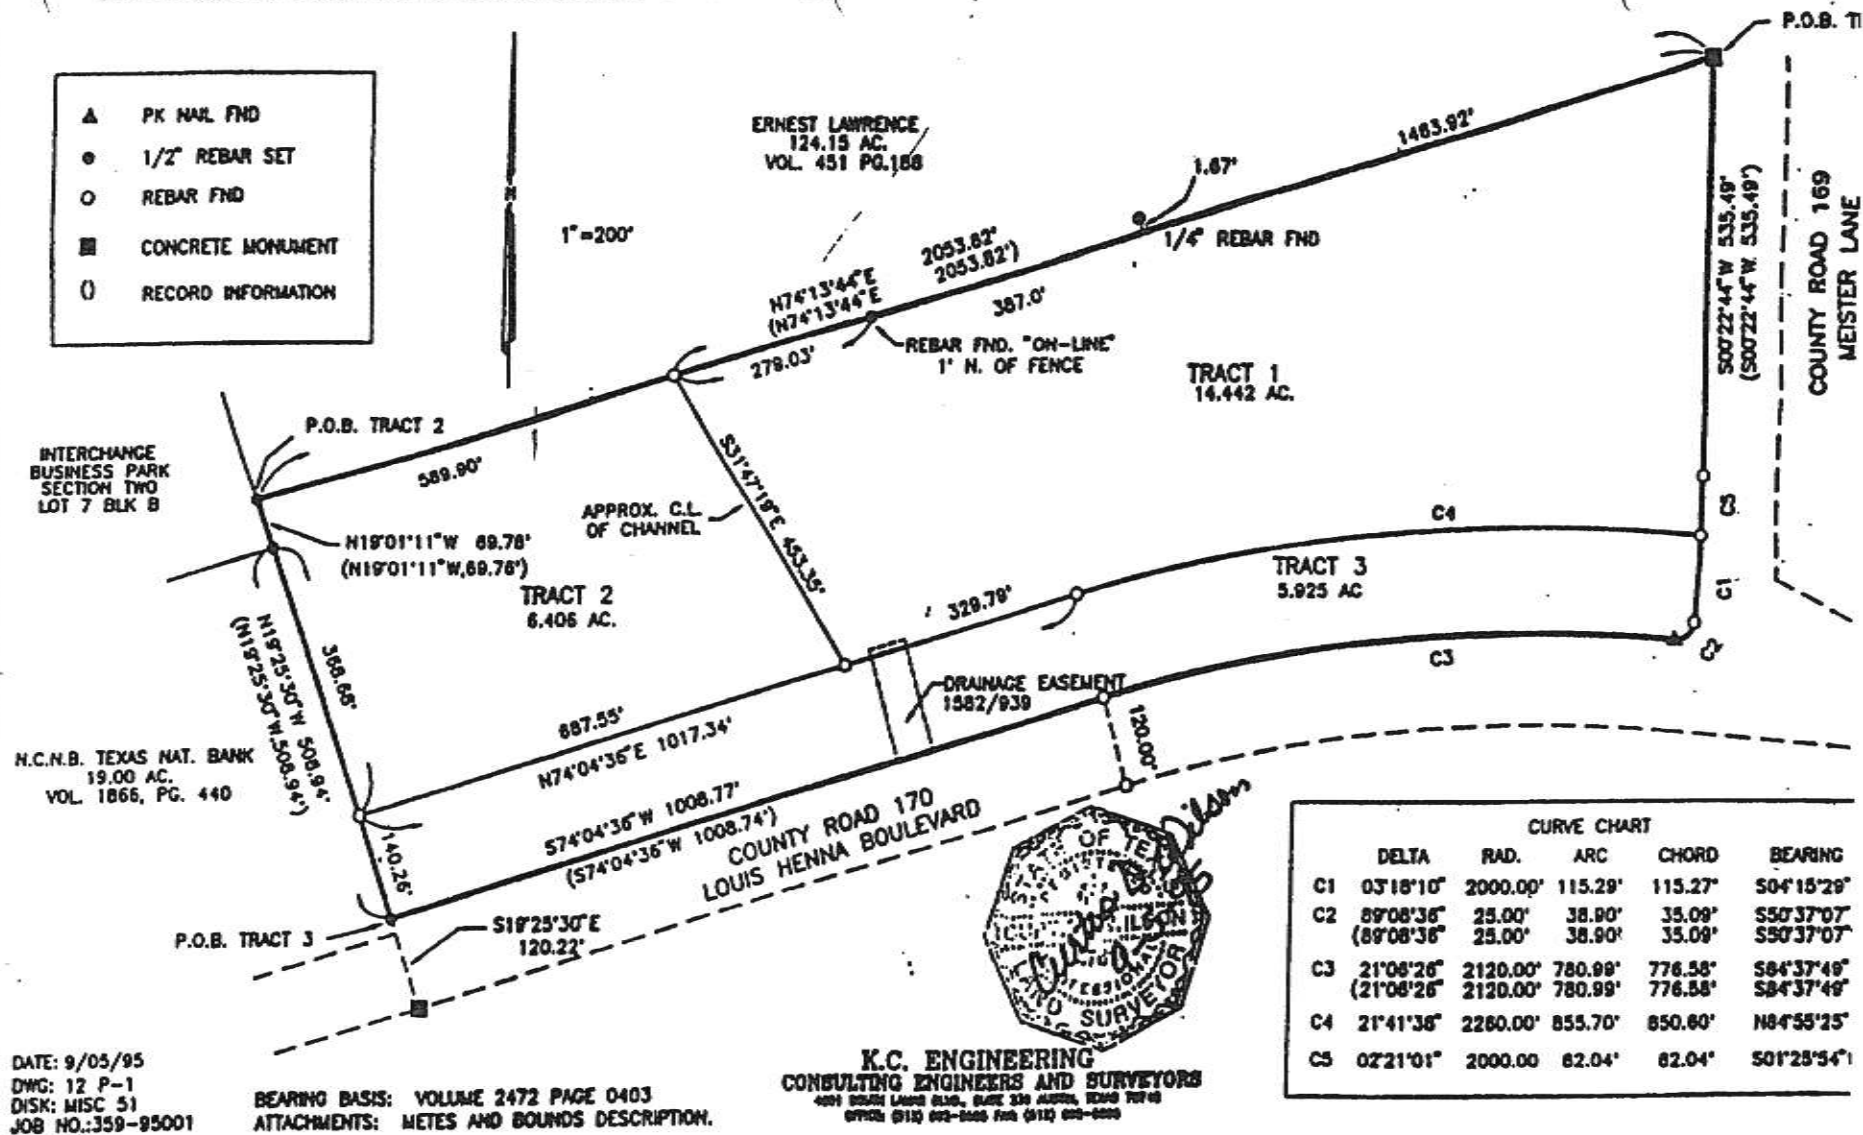 P.O.B.
PK NAIL FND
1/2" REBAR SET
REBAR FND
CONCRETE MONUMENT
() RECORD INFORMATION
N
1"=200'
ERNEST LAWRENCE
124.15 AC.
VOL. 451 PG.188
1463.92'
1.67'
1/4" REBAR FND
2053.82'
2053.82')
N74°13'44"E
(N74°13'44"E
387.0'
279.03'
REBAR FND. "ON-LINE"
1' N. OF FENCE
TRACT 1
14.442 AC.
S00°22'44"W 535.49'
(S00°22'44"W 535.49')
COUNTY ROAD 169
MEISTER LANE
P.O.B. TRACT 2
589.90'
INTERCHANGE
BUSINESS PARK
SECTION TWO
LOT 7 BLK B
S31°47'19"E 453.35'
APPROX. C.L.
OF CHANNEL
N19°01'11"W 69.78'
(N19°01'11"W,69.76')
TRACT 2
6.406 AC.
C4
C5
TRACT 3
5.925 AC
C1
329.79'
C3
C2
368.68'
N19°25'30"W 508.94'
(N19°25'30"W,508.94')
DRAINAGE EASEMENT
1582/939
120.00'
687.55'
N74°04'36"E 1017.34'
N.C.N.B. TEXAS NAT. BANK
19.00 AC.
VOL. 1866, PG. 440
S74°04'36"W 1008.77'
(S74°04'36"W 1008.74')
COUNTY ROAD 170
LOUIS HENNA BOULEVARD
140.26'
P.O.B. TRACT 3
S19°25'30"E
120.22'
STATE OF
LAND SURVEYOR
CURVE CHART
DELTA RAD. ARC CHORD BEARING
C1 03°18'10" 2000.00' 115.29' 115.27' S04°15'29"
C2 89°08'36" 25.00' 38.90' 35.09' S50°37'07"
(89°08'36" 25.00' 38.90' 35.09' S50°37'07"
C3 21°06'26" 2120.00' 780.99' 776.58' S84°37'49"
(21°06'26" 2120.00' 780.99' 776.58' S84°37'49"
C4 21°41'38" 2260.00' 855.70' 850.60' N84°55'25"
C5 02°21'01" 2000.00 82.04' 82.04' S01°25'54"
DATE: 9/05/95
DWG: 12 P-1
DISK: MISC 51
JOB NO.:359-95001
BEARING BASIS: VOLUME 2472 PAGE 0403
ATTACHMENTS: METES AND BOUNDS DESCRIPTION.
K.C. ENGINEERING
CONSULTING ENGINEERS AND SURVEYORS